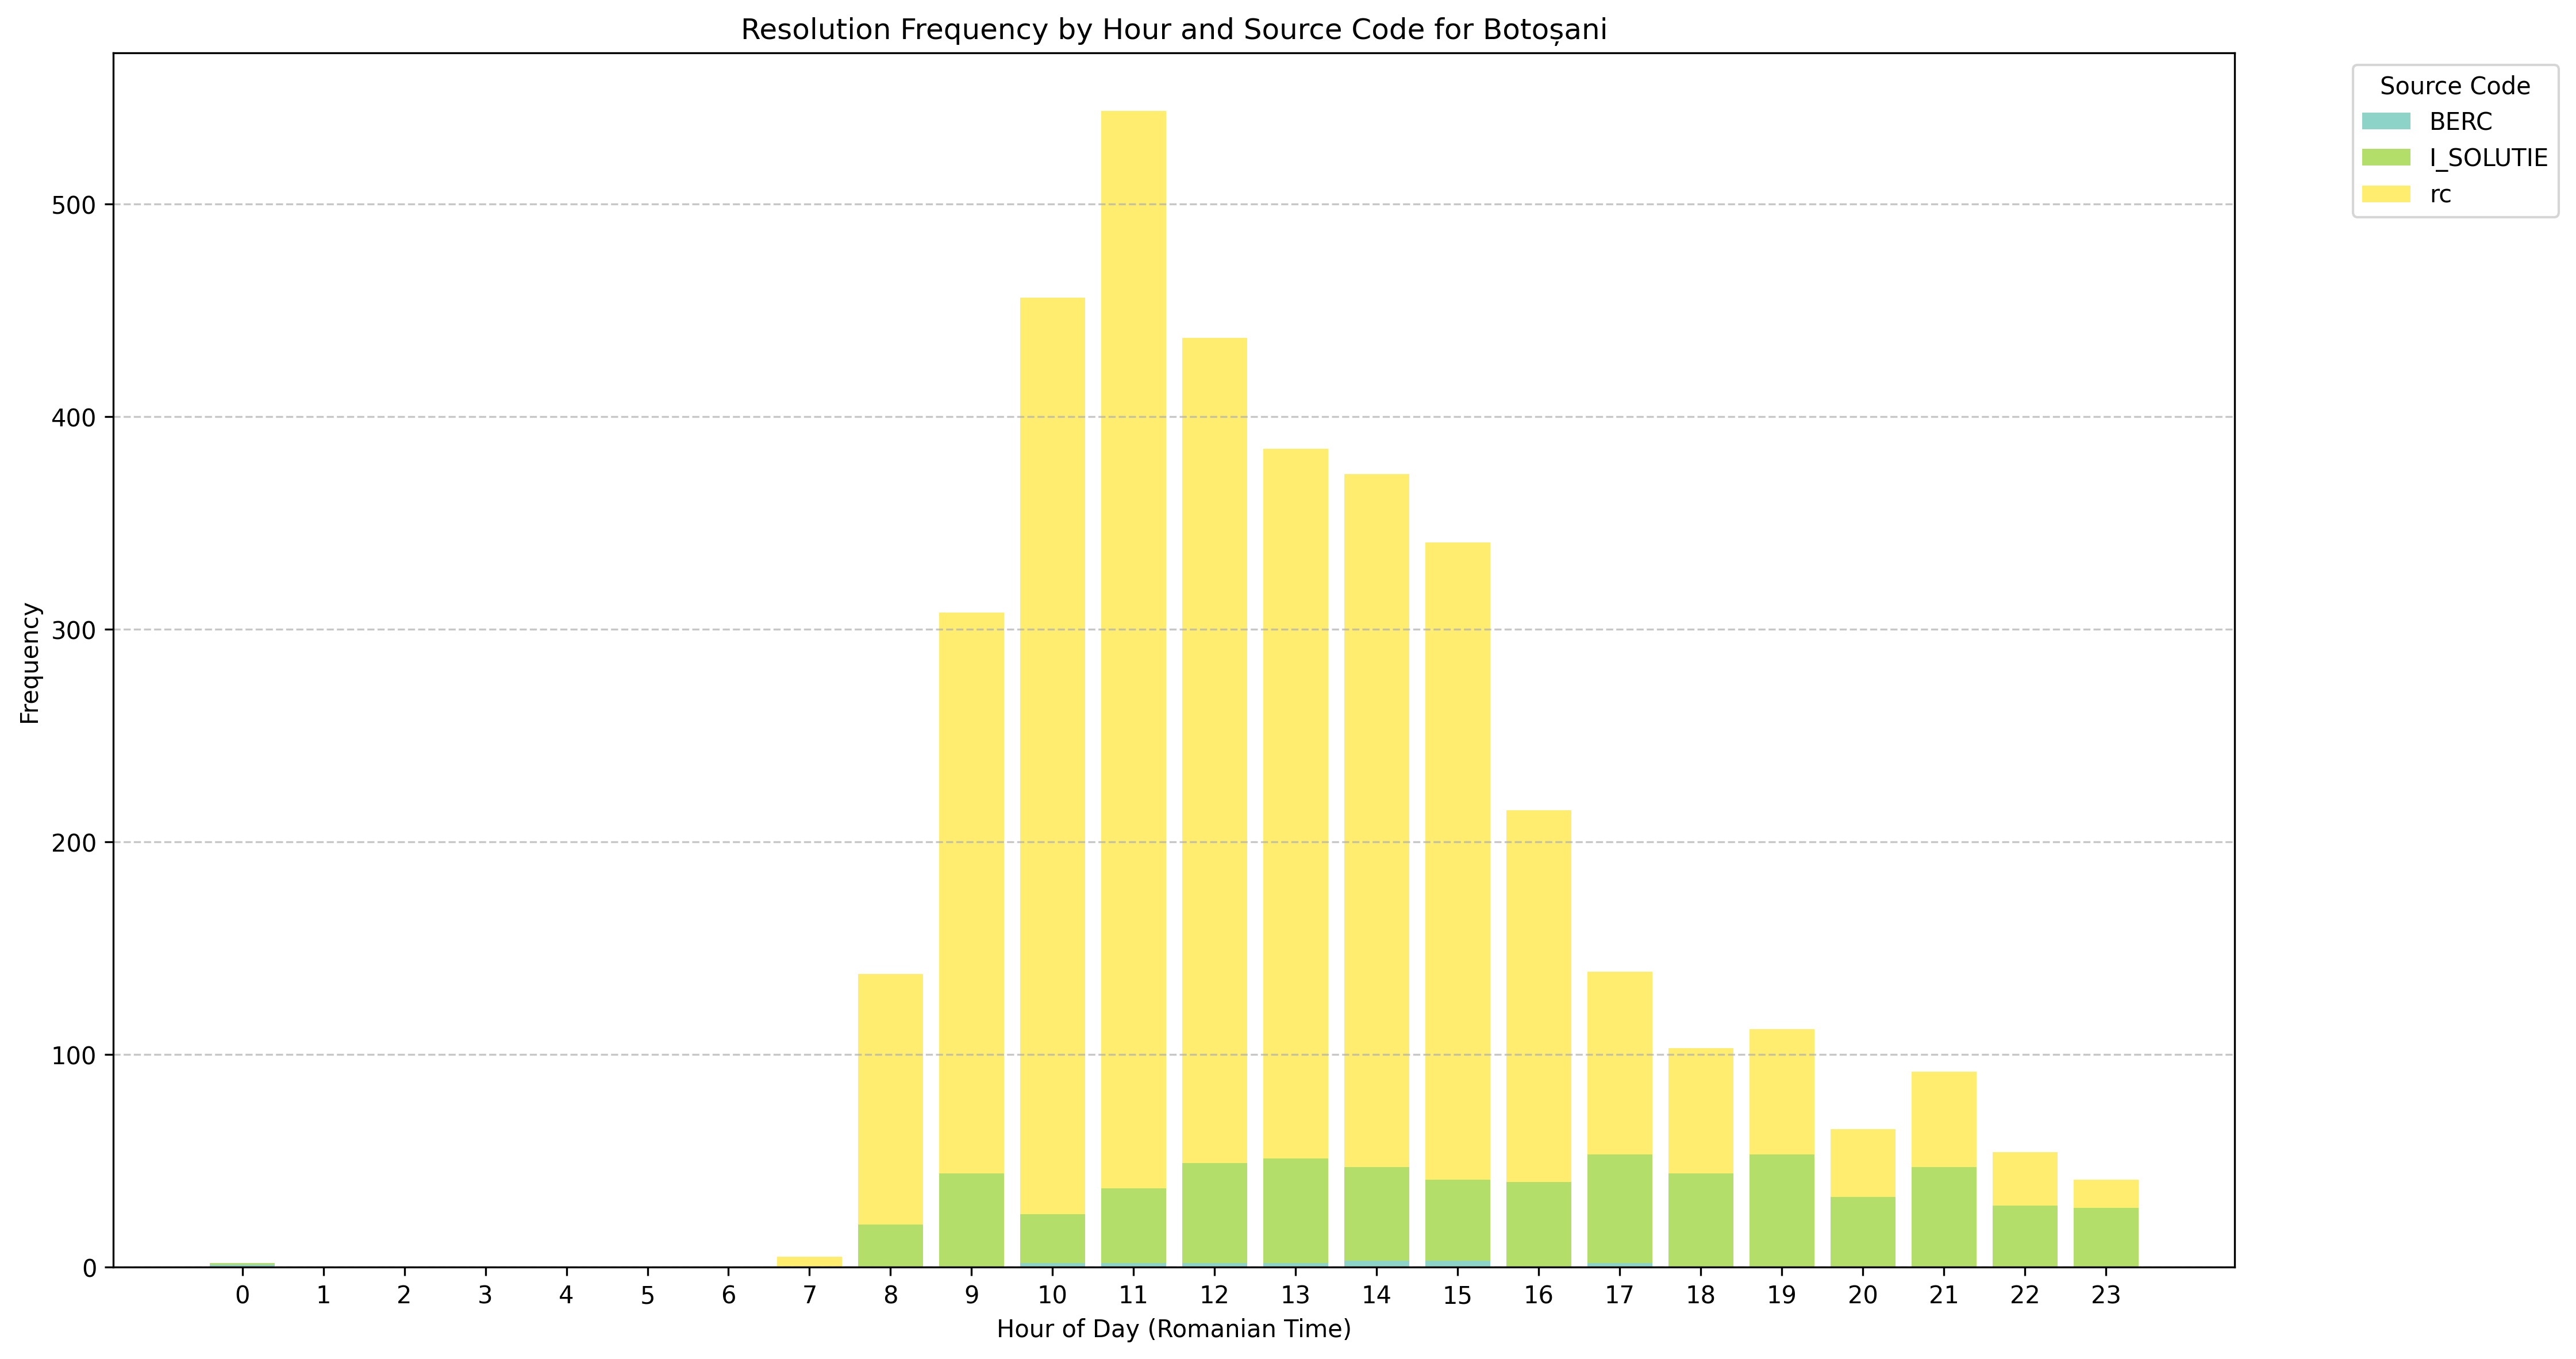 Resolution Frequency by Hour and Source Code for Botoșani
Source Code
BERC
I_SOLUTIE
rc
Frequency
500
400
300
200
100
0
0 1 2 3 4 5 6 7 8 9 10 11 12 13 14 15 16 17 18 19 20 21 22 23
Hour of Day (Romanian Time)